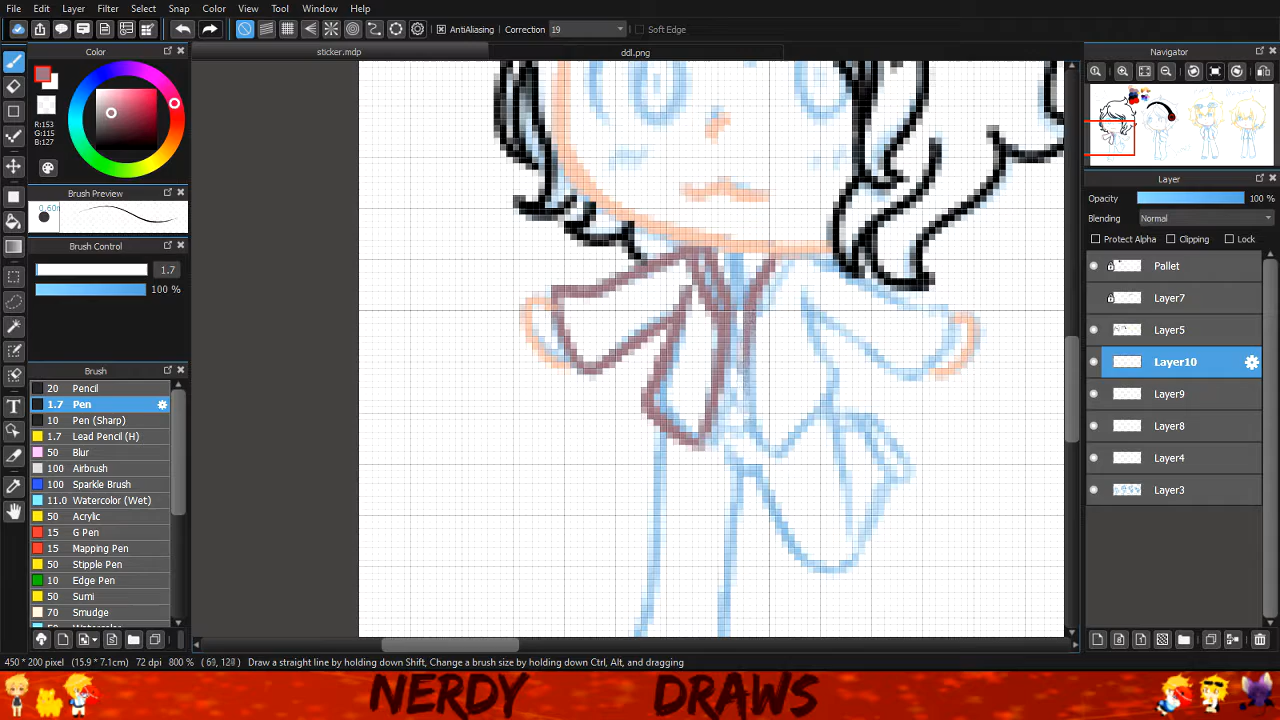 File Edit Layer Filter Select Snap Color View Tool Window Help
AntiAliasing Correction 19 Soft Edge
Color
sticker.mdp
ddl.png
Navigator
R:153
G:115
B:127
Brush Preview
0.60m
Brush Control
1.7
100 %
Brush
20 Pencil
1.7 Pen
10 Pen (Sharp)
1.7 Lead Pencil (H)
50 Blur
100 Airbrush
100 Sparkle Brush
11.0 Watercolor (Wet)
50 Acrylic
15 G Pen
15 Mapping Pen
50 Stipple Pen
10 Edge Pen
50 Sumi
70 Smudge
Layer
Opacity 100 %
Blending Normal
Protect Alpha Clipping Lock
Pallet
Layer7
Layer5
Layer10
Layer9
Layer8
Layer4
Layer3
450 * 200 pixel (15.9 * 7.1cm) 72 dpi 800 % Draw a straight line by holding down Shift, Change a brush size by holding down Ctrl, Alt, and dragging
NERDY DRAWS